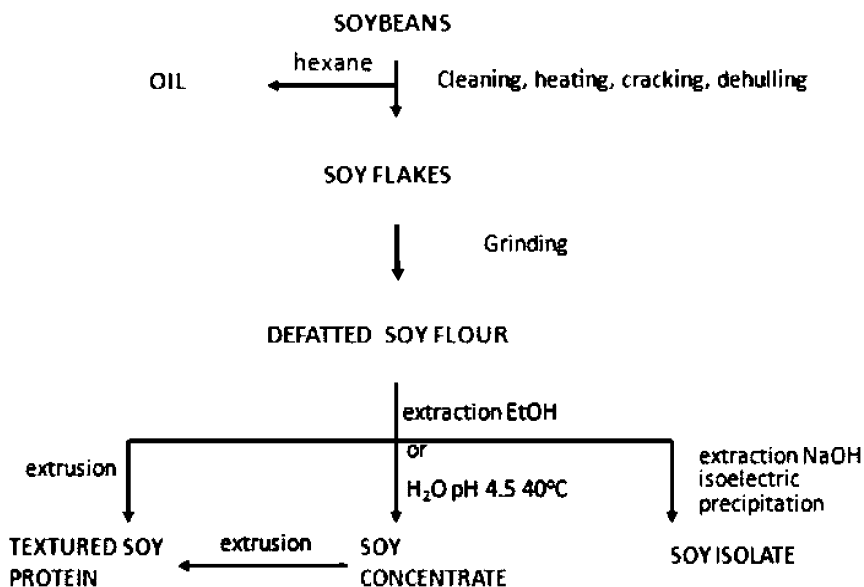 SOYBEANS
hexane
OIL
Cleaning, heating, cracking, dehulling
SOY FLAKES
Grinding
DEFATTED SOY FLOUR
extraction EtOH
or
H₂O pH 4.5 40ºC
extrusion
extraction NaOH
isoelectric
precipitation
TEXTURED SOY
PROTEIN
extrusion
SOY
CONCENTRATE
SOY ISOLATE